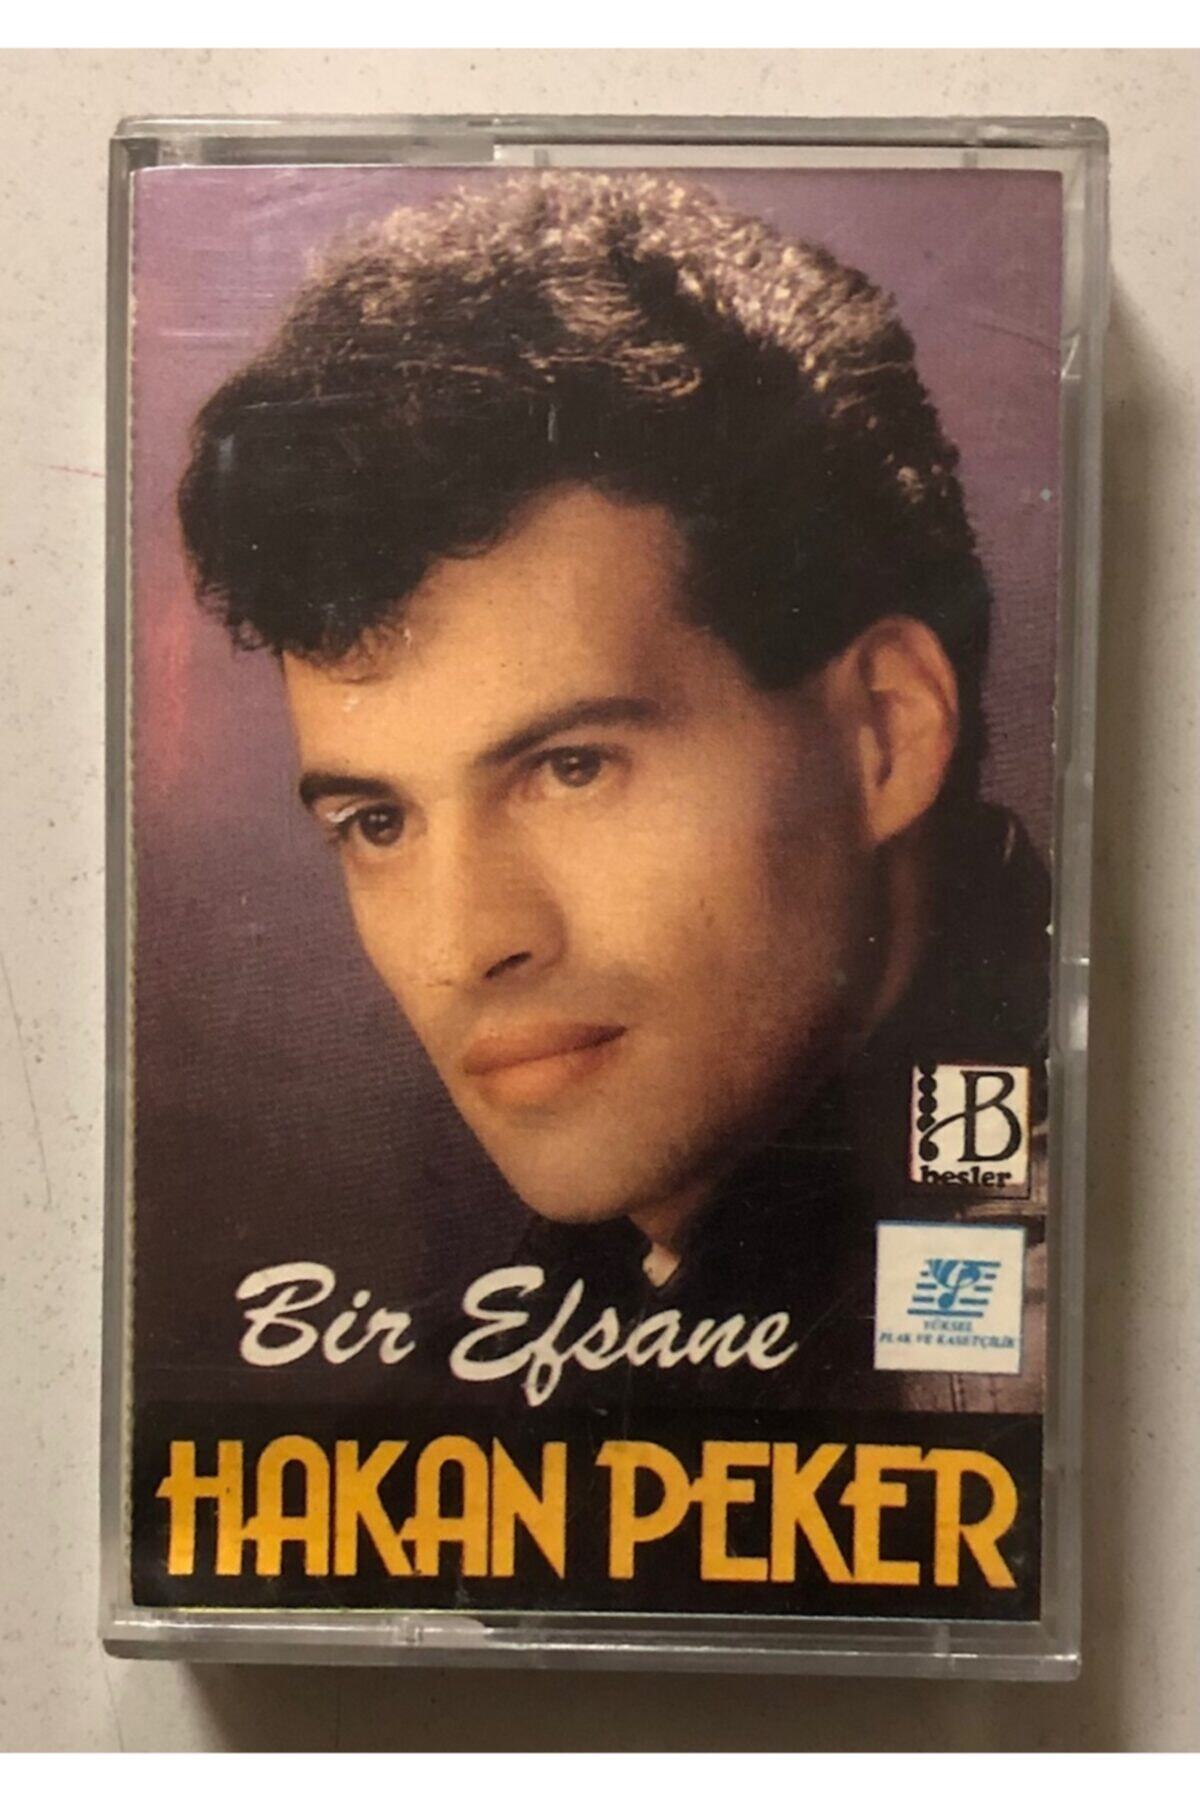 B
besler
YÜKSEL
PLAK VE KASETÇİLİK
Bir Efsane
HAKAN PEKER